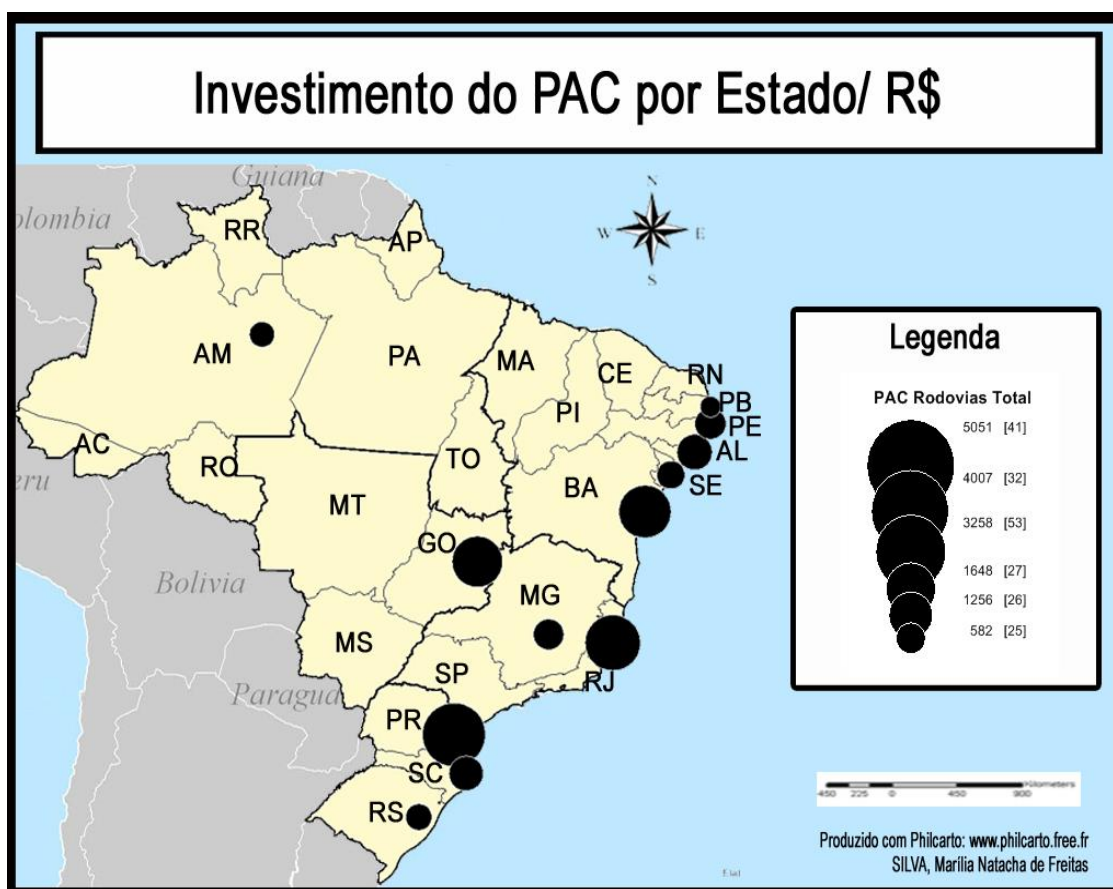 Investimento do PAC por Estado/ R$
Guiana
olombia
RR
AP
N
W E
S
AM
PA
MA
CE
RN
PB
PE
AL
SE
PI
AC
RO
TO
BA
MT
eru
GO
Bolivia
MG
MS
SP
RJ
Paragua
PR
SC
RS
Legenda
PAC Rodovias Total
5051 [41]
4007 [32]
3258 [53]
1648 [27]
1256 [26]
582 [25]
Kilometers
450 225 0 450 900
Produzido com Philcarto: www.philcarto.free.fr
SILVA, Marília Natacha de Freitas